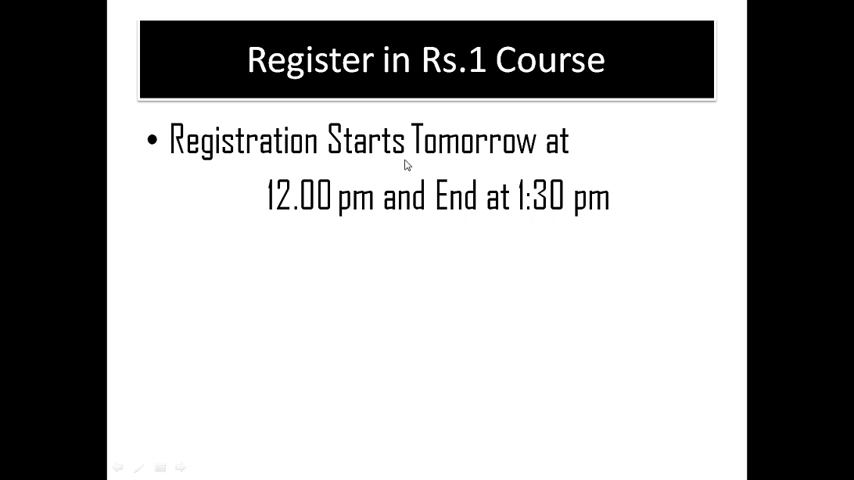 Register in Rs.1 Course
• Registration Starts Tomorrow at
12.00 pm and End at 1:30 pm